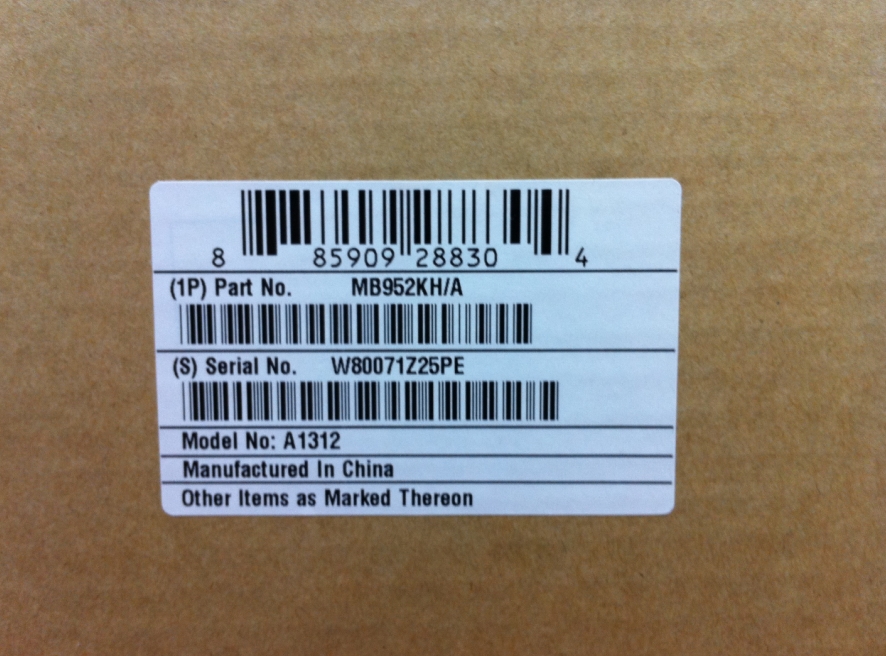 8 85909 28830 4
(1P) Part No. MB952KH/A
(S) Serial No. W80071Z25PE
Model No: A1312
Manufactured In China
Other Items as Marked Thereon